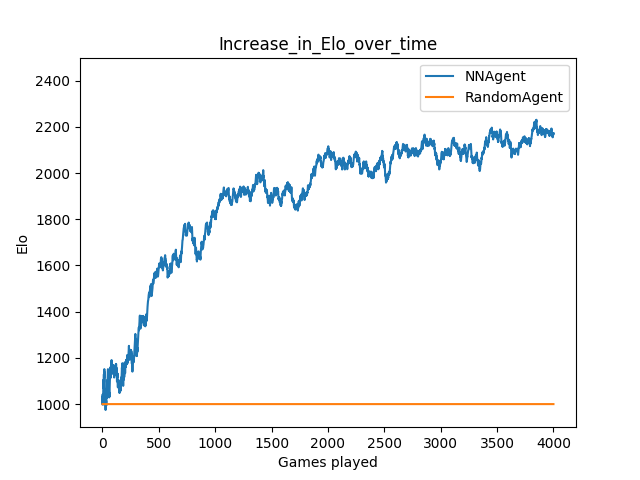 Increase_in_Elo_over_time
NNAgent
RandomAgent
2400
2200
2000
1800
1600
1400
1200
1000
Elo
0 500 1000 1500 2000 2500 3000 3500 4000
Games played